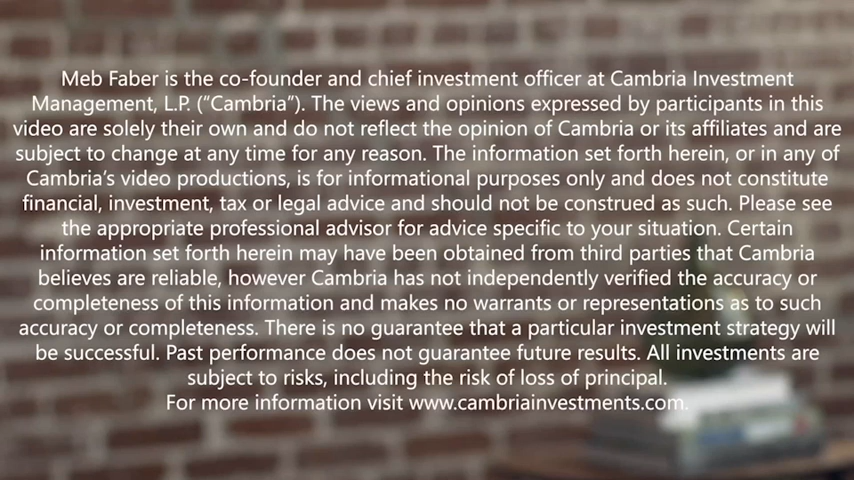 Meb Faber is the co-founder and chief investment officer at Cambria Investment
Management, L.P. (“Cambria”). The views and opinions expressed by participants in this
video are solely their own and do not reflect the opinion of Cambria or its affiliates and are
subject to change at any time for any reason. The information set forth herein, or in any of
Cambria’s video productions, is for informational purposes only and does not constitute
financial, investment, tax or legal advice and should not be construed as such. Please see
the appropriate professional advisor for advice specific to your situation. Certain
information set forth herein may have been obtained from third parties that Cambria
believes are reliable, however Cambria has not independently verified the accuracy or
completeness of this information and makes no warrants or representations as to such
accuracy or completeness. There is no guarantee that a particular investment strategy will
be successful. Past performance does not guarantee future results. All investments are
subject to risks, including the risk of loss of principal.
For more information visit www.cambriainvestments.com.